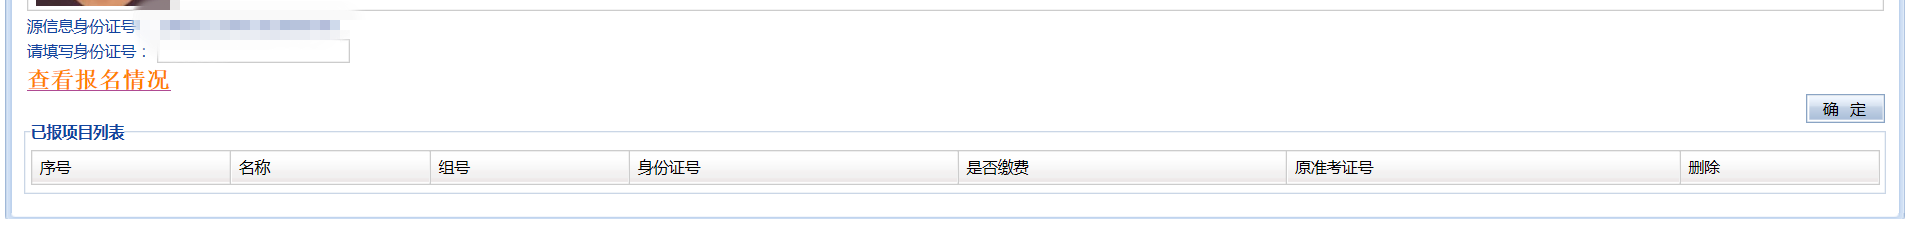 源信息身份证号
请填写身份证号：
查看报名情况
确 定
已报项目列表
序号 名称 组号 身份证号 是否缴费 原准考证号 删除